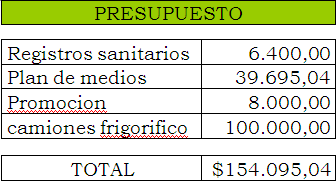 PRESUPUESTO
Registros sanitarios 6.400,00
Plan de medios 39.695,04
Promocion 8.000,00
camiones frigorifico 100.000,00
TOTAL $154.095,04